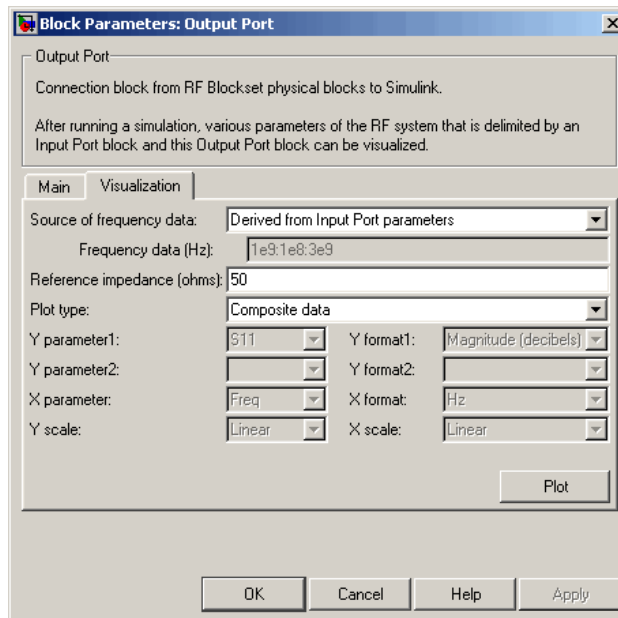 Block Parameters: Output Port
Output Port
Connection block from RF Blockset physical blocks to Simulink.
After running a simulation, various parameters of the RF system that is delimited by an
Input Port block and this Output Port block can be visualized.
Main Visualization
Source of frequency data: Derived from Input Port parameters
Frequency data (Hz): 1e9:1e8:3e9
Reference impedance (ohms): 50
Plot type: Composite data
Y parameter1: S11 Y format1: Magnitude (decibels)
Y parameter2: Y format2:
X parameter: Freq X format: Hz
Y scale: Linear X scale: Linear
Plot
OK Cancel Help Apply